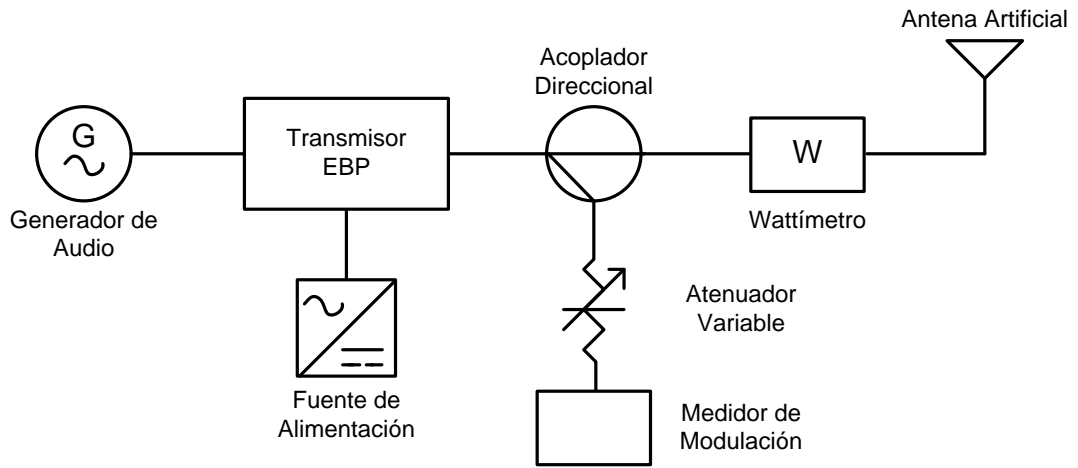 Antena Artificial
Acoplador
Direccional
G
Transmisor
EBP
W
Generador de
Audio
Wattímetro
Atenuador
Variable
Fuente de
Alimentación
Medidor de
Modulación